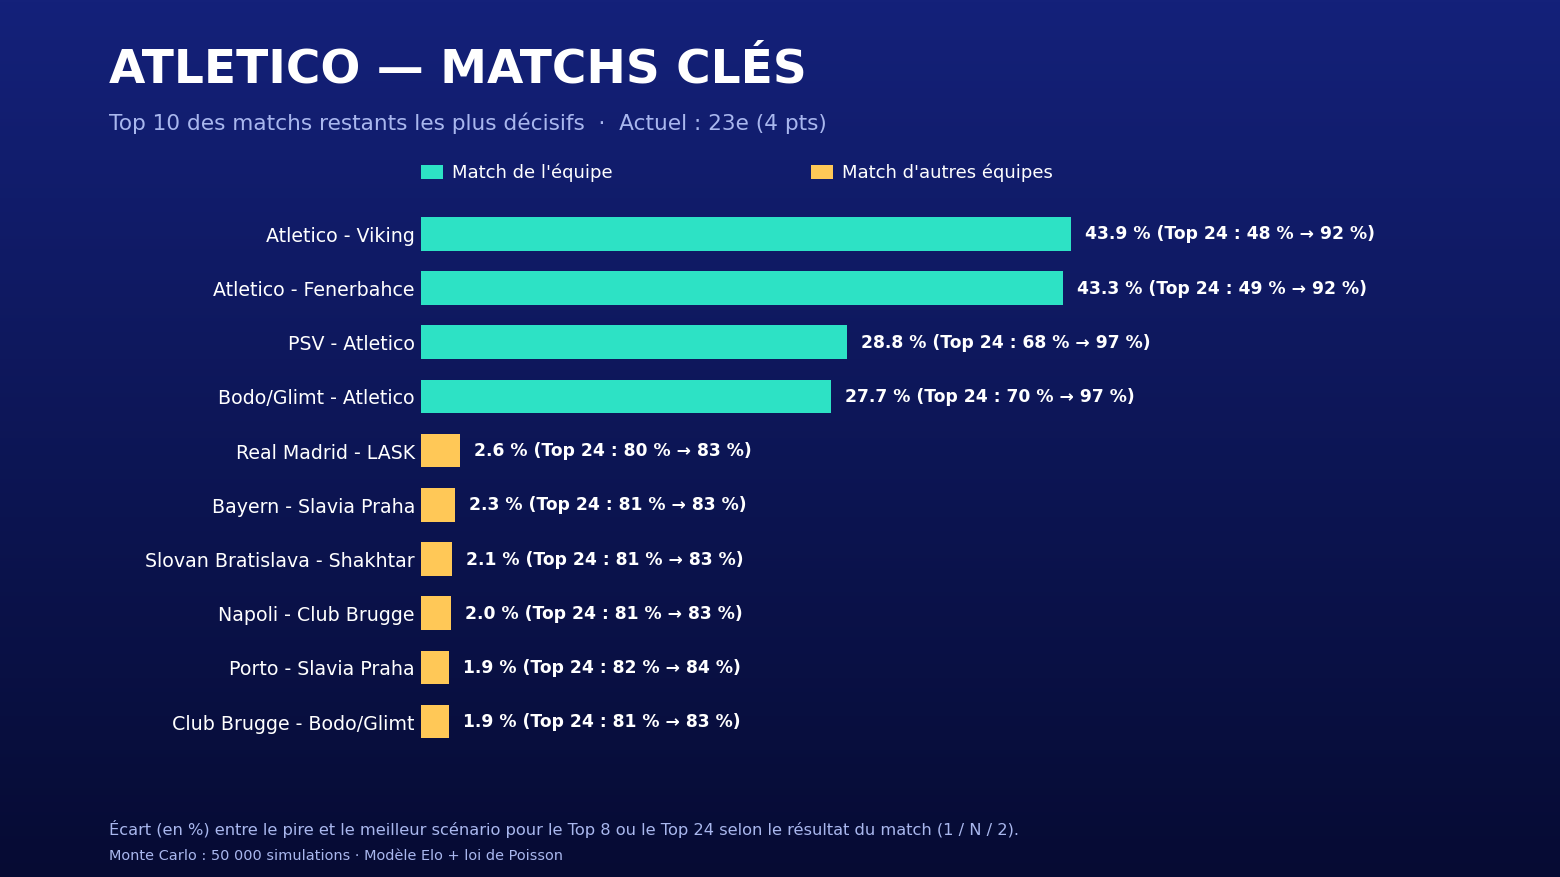 ATLETICO — MATCHS CLÉS
Top 10 des matchs restants les plus décisifs · Actuel : 23e (4 pts)
Match de l'équipe
Match d'autres équipes
Atletico - Viking 43.9 % (Top 24 : 48 % → 92 %)
Atletico - Fenerbahce 43.3 % (Top 24 : 49 % → 92 %)
PSV - Atletico 28.8 % (Top 24 : 68 % → 97 %)
Bodo/Glimt - Atletico 27.7 % (Top 24 : 70 % → 97 %)
Real Madrid - LASK 2.6 % (Top 24 : 80 % → 83 %)
Bayern - Slavia Praha 2.3 % (Top 24 : 81 % → 83 %)
Slovan Bratislava - Shakhtar 2.1 % (Top 24 : 81 % → 83 %)
Napoli - Club Brugge 2.0 % (Top 24 : 81 % → 83 %)
Porto - Slavia Praha 1.9 % (Top 24 : 82 % → 84 %)
Club Brugge - Bodo/Glimt 1.9 % (Top 24 : 81 % → 83 %)
Écart (en %) entre le pire et le meilleur scénario pour le Top 8 ou le Top 24 selon le résultat du match (1 / N / 2).
Monte Carlo : 50 000 simulations · Modèle Elo + loi de Poisson